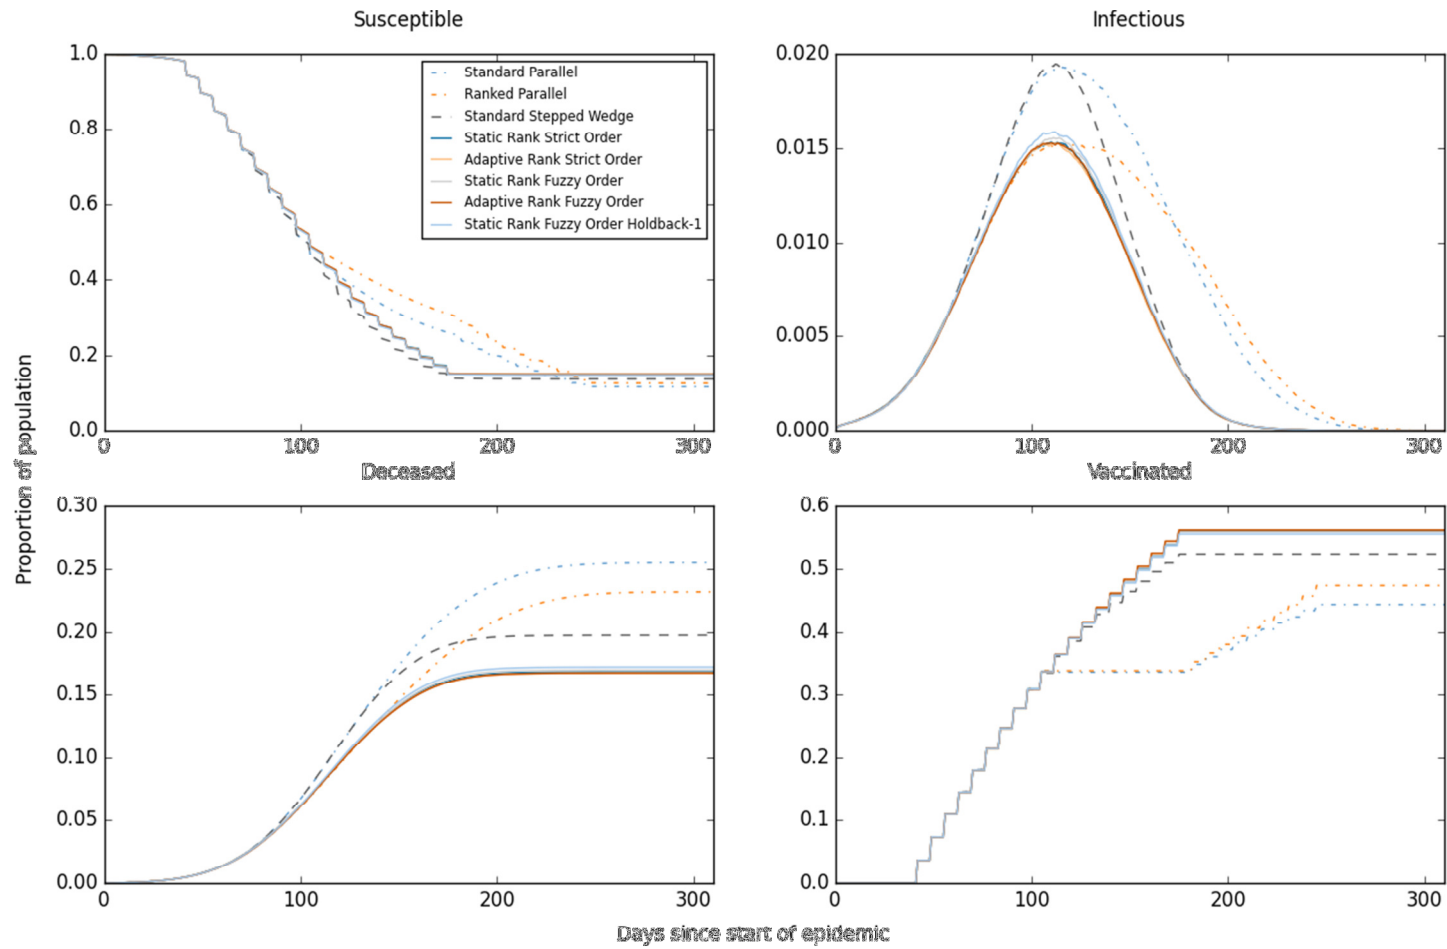 Susceptible
Infectious
1.0
0.8
0.6
0.4
0.2
0.0
Standard Parallel
Ranked Parallel
Standard Stepped Wedge
Static Rank Strict Order
Adaptive Rank Strict Order
Static Rank Fuzzy Order
Adaptive Rank Fuzzy Order
Static Rank Fuzzy Order Holdback-1
0 100 200 300
0.020
0.015
0.010
0.005
0.000
0 100 200 300
Proportion of population
Deceased
Vaccinated
0.30
0.25
0.20
0.15
0.10
0.05
0.00
0 100 200 300
0.6
0.5
0.4
0.3
0.2
0.1
0.0
0 100 200 300
Days since start of epidemic